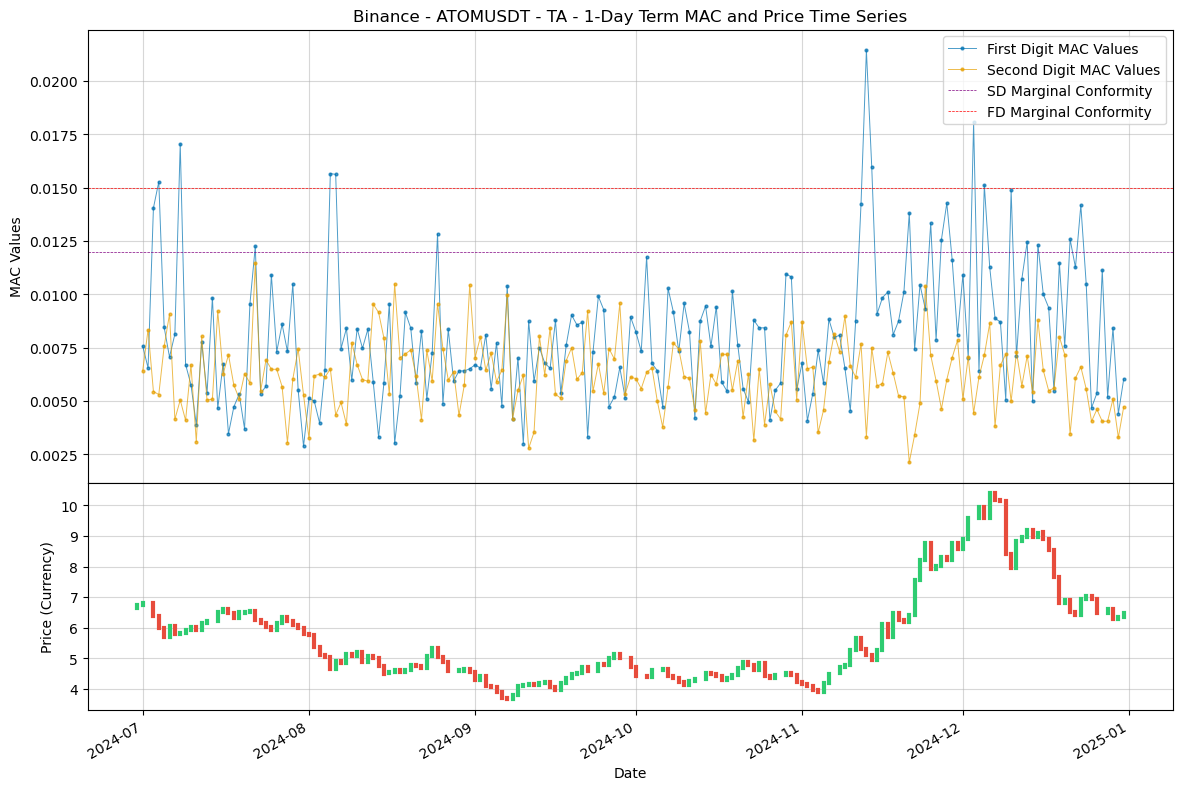 Binance - ATOMUSDT - TA - 1-Day Term MAC and Price Time Series
First Digit MAC Values
Second Digit MAC Values
SD Marginal Conformity
FD Marginal Conformity
MAC Values
0.0200
0.0175
0.0150
0.0125
0.0100
0.0075
0.0050
0.0025
Price (Currency)
10
9
8
7
6
5
4
2024-07
2024-08
2024-09
2024-10
2024-11
2024-12
2025-01
Date